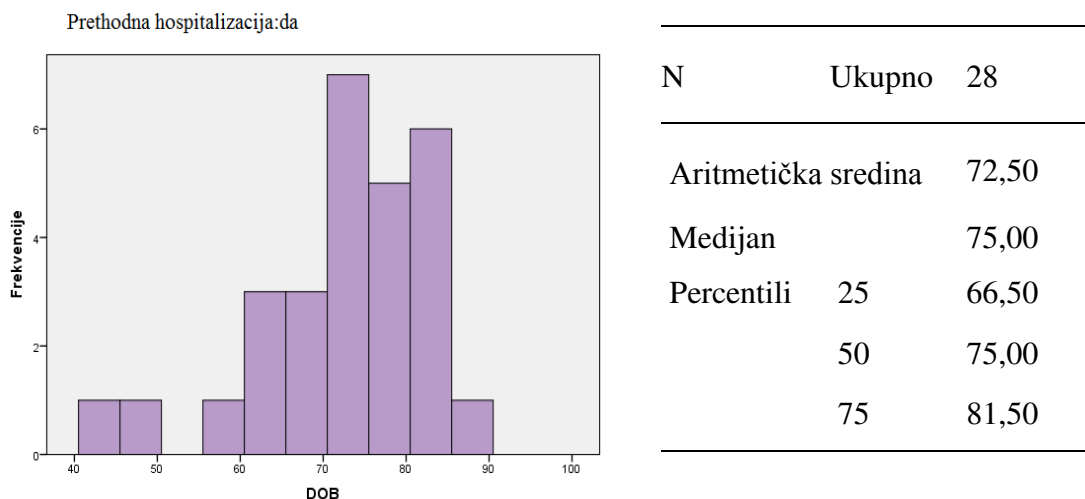 Prethodna hospitalizacija:da
Frekvencije
6
4
2
0
40 50 60 70 80 90 100
DOB
N Ukupno 28
Aritmetička sredina 72,50
Medijan 75,00
Percentili 25 66,50
50 75,00
75 81,50